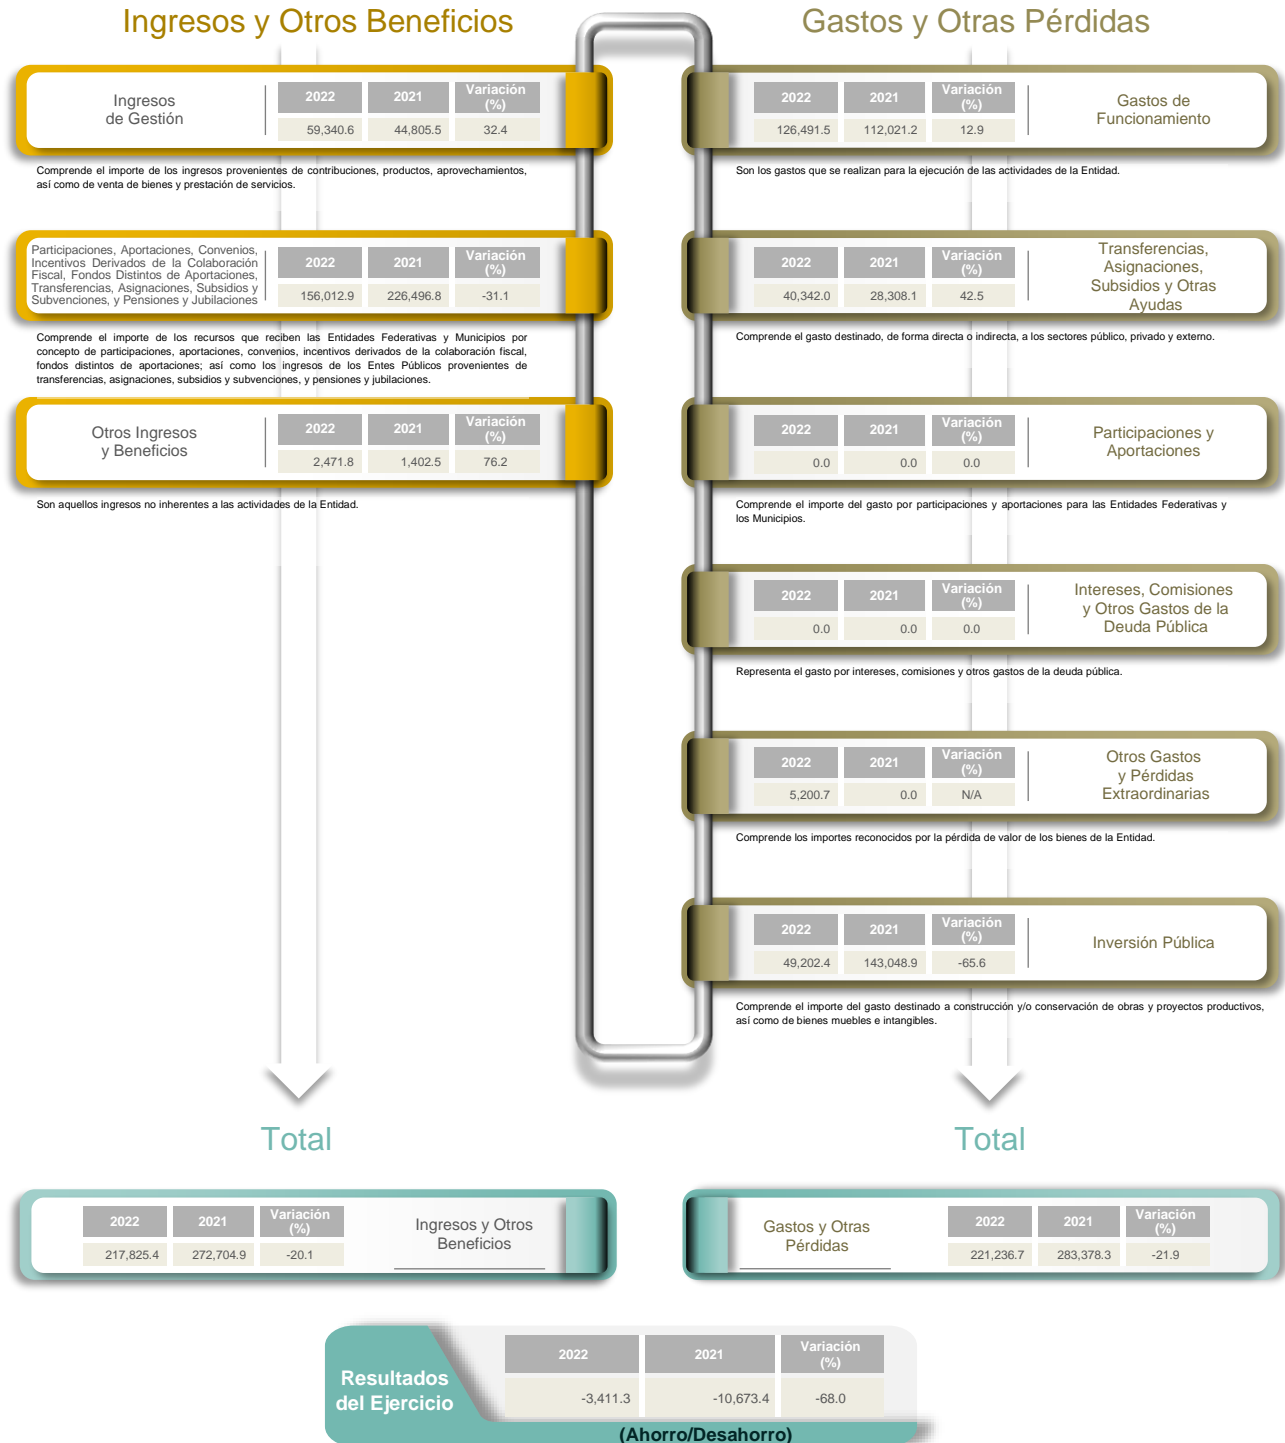 Ingresos y Otros Beneficios
Ingresos
de Gestión
2022 2021 Variación (%)
59,340.6 44,805.5 32.4
Comprende el importe de los ingresos provenientes de contribuciones, productos, aprovechamientos,
así como de venta de bienes y prestación de servicios.
Participaciones, Aportaciones, Convenios,
Incentivos Derivados de la Colaboración
Fiscal, Fondos Distintos de Aportaciones,
Transferencias, Asignaciones, Subsidios y
Subvenciones, y Pensiones y Jubilaciones
2022 2021 Variación (%)
156,012.9 226,496.8 -31.1
Comprende el importe de los recursos que reciben las Entidades Federativas y Municipios por
concepto de participaciones, aportaciones, convenios, incentivos derivados de la colaboración fiscal,
fondos distintos de aportaciones; así como los ingresos de los Entes Públicos provenientes de
transferencias, asignaciones, subsidios y subvenciones, y pensiones y jubilaciones.
Otros Ingresos
y Beneficios
2022 2021 Variación (%)
2,471.8 1,402.5 76.2
Son aquellos ingresos no inherentes a las actividades de la Entidad.
Gastos y Otras Pérdidas
2022 2021 Variación (%)
126,491.5 112,021.2 12.9
Gastos de
Funcionamiento
Son los gastos que se realizan para la ejecución de las actividades de la Entidad.
2022 2021 Variación (%)
40,342.0 28,308.1 42.5
Transferencias,
Asignaciones,
Subsidios y Otras
Ayudas
Comprende el gasto destinado, de forma directa o indirecta, a los sectores público, privado y externo.
2022 2021 Variación (%)
0.0 0.0 0.0
Participaciones y
Aportaciones
Comprende el importe del gasto por participaciones y aportaciones para las Entidades Federativas y
los Municipios.
2022 2021 Variación (%)
0.0 0.0 0.0
Intereses, Comisiones
y Otros Gastos de la
Deuda Pública
Representa el gasto por intereses, comisiones y otros gastos de la deuda pública.
2022 2021 Variación (%)
5,200.7 0.0 N/A
Otros Gastos
y Pérdidas
Extraordinarias
Comprende los importes reconocidos por la pérdida de valor de los bienes de la Entidad.
2022 2021 Variación (%)
49,202.4 143,048.9 -65.6
Inversión Pública
Comprende el importe del gasto destinado a construcción y/o conservación de obras y proyectos productivos,
así como de bienes muebles e intangibles.
Total
2022 2021 Variación (%)
217,825.4 272,704.9 -20.1
Ingresos y Otros
Beneficios
Total
Gastos y Otras
Pérdidas
2022 2021 Variación (%)
221,236.7 283,378.3 -21.9
Resultados
del Ejercicio
2022 2021 Variación (%)
-3,411.3 -10,673.4 -68.0
(Ahorro/Desahorro)